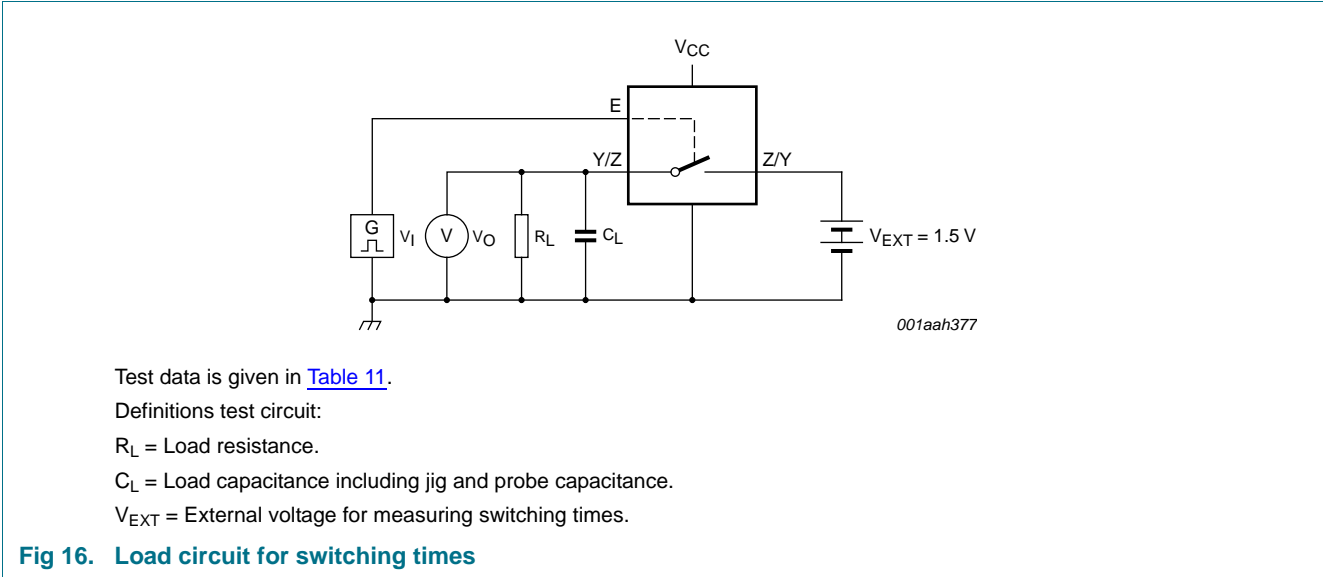 VCC
E
Y/Z
Z/Y
G
VI
V
VO
RL
CL
VEXT = 1.5 V
001aah377
Test data is given in Table 11.
Definitions test circuit:
RL = Load resistance.
CL = Load capacitance including jig and probe capacitance.
VEXT = External voltage for measuring switching times.
Fig 16. Load circuit for switching times